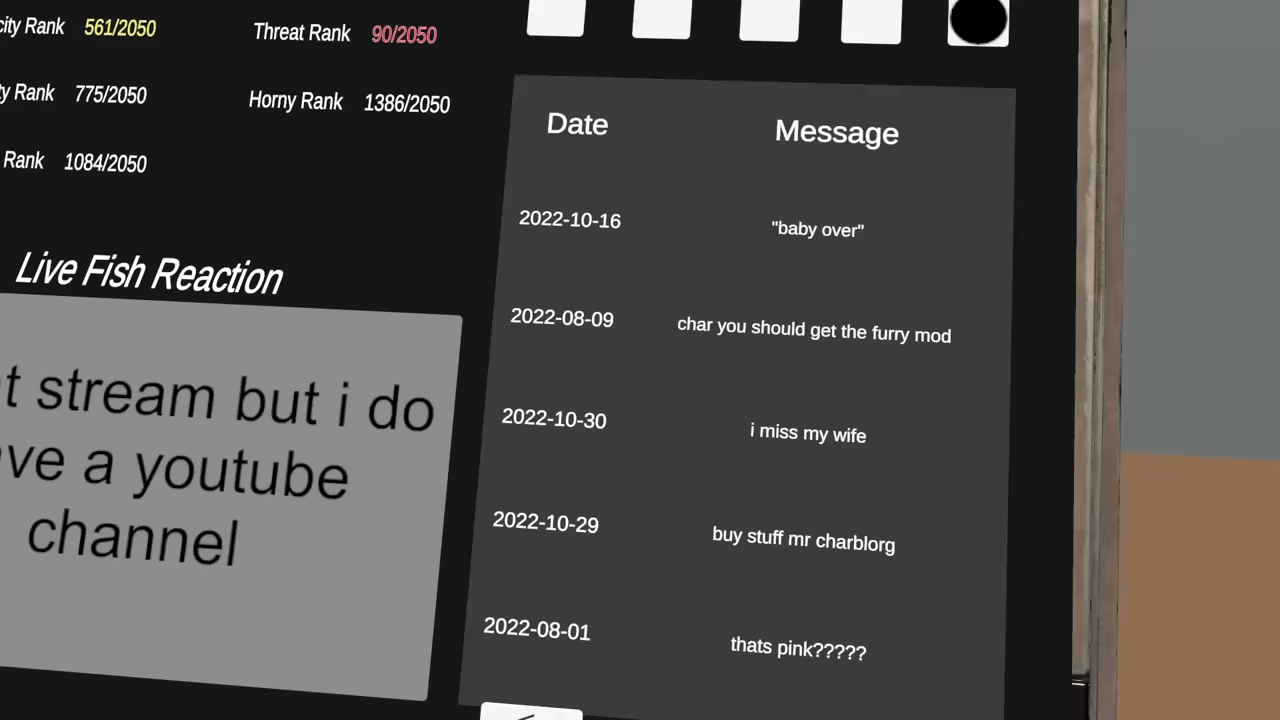 Rank 561/2050
Threat Rank 90/2050
Rank 775/2050
Horny Rank 1386/2050
Rank 1084/2050
Live Fish Reaction
stream but i do
a youtube
channel
Date Message
2022-10-16 "baby over"
2022-08-09 char you should get the furry mod
2022-10-30 i miss my wife
2022-10-29 buy stuff mr charblorg
2022-08-01 thats pink?????